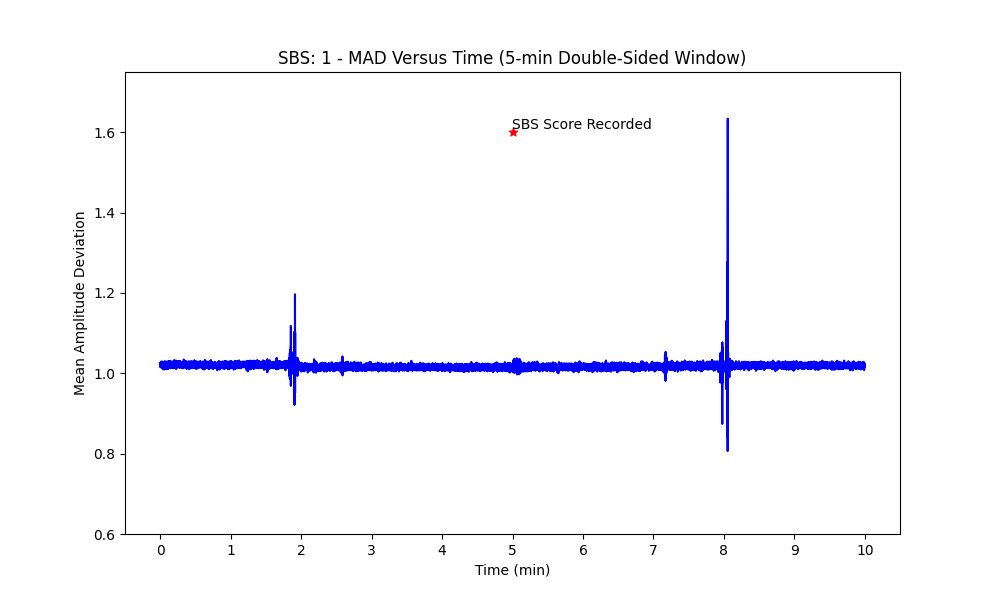 SBS: 1 - MAD Versus Time (5-min Double-Sided Window)
SBS Score Recorded
Mean Amplitude Deviation
1.6
1.4
1.2
1.0
0.8
0.6
0 1 2 3 4 5 6 7 8 9 10
Time (min)